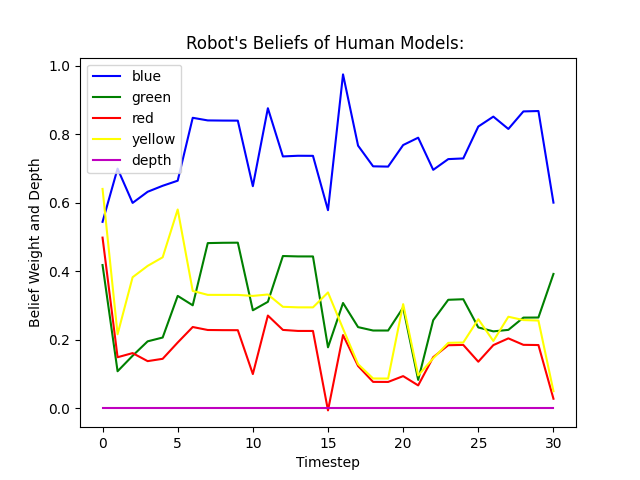 Robot's Beliefs of Human Models:
1.0
0.8
0.6
0.4
0.2
0.0
Belief Weight and Depth
blue
green
red
yellow
depth
0 5 10 15 20 25 30
Timestep